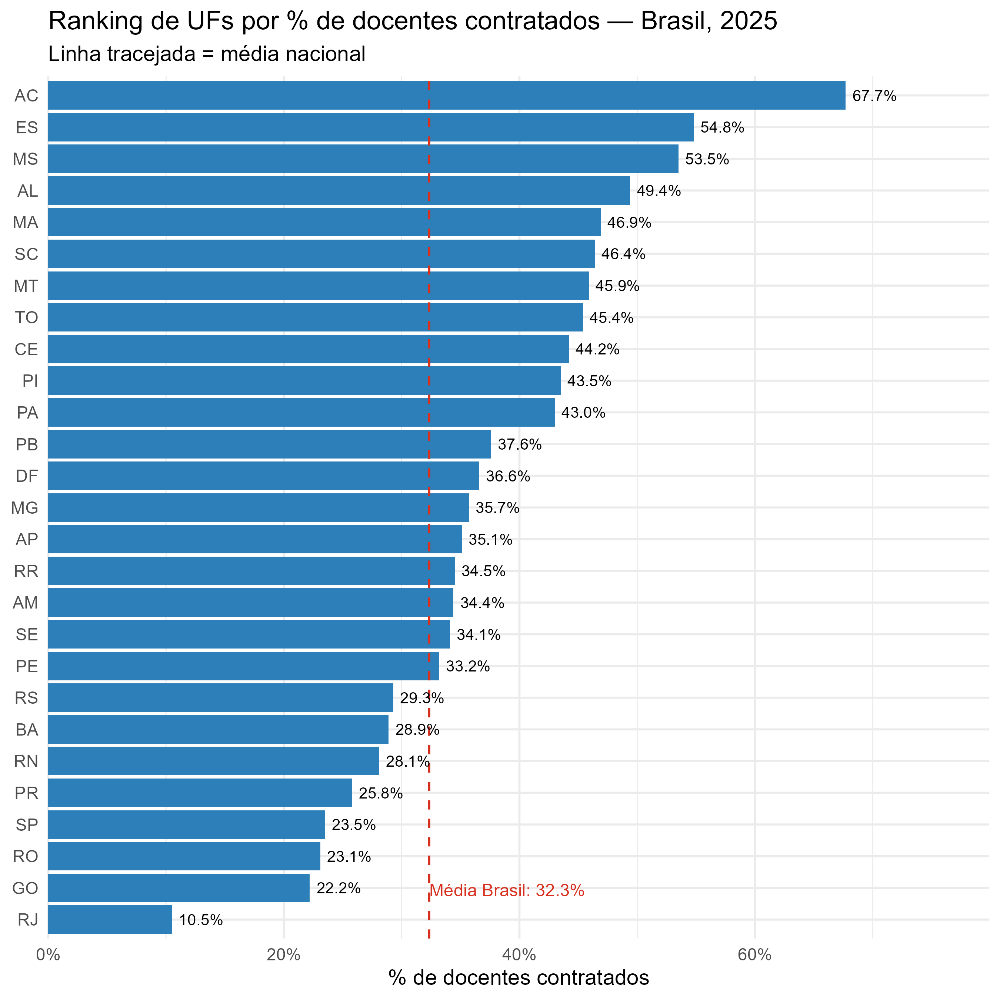 Ranking de UFs por % de docentes contratados — Brasil, 2025
Linha tracejada = média nacional
AC 67.7%
ES 54.8%
MS 53.5%
AL 49.4%
MA 46.9%
SC 46.4%
MT 45.9%
TO 45.4%
CE 44.2%
PI 43.5%
PA 43.0%
PB 37.6%
DF 36.6%
MG 35.7%
AP 35.1%
RR 34.5%
AM 34.4%
SE 34.1%
PE 33.2%
RS 29.3%
BA 28.9%
RN 28.1%
PR 25.8%
SP 23.5%
RO 23.1%
GO 22.2% Média Brasil: 32.3%
RJ 10.5%
0% 20% 40% 60%
% de docentes contratados